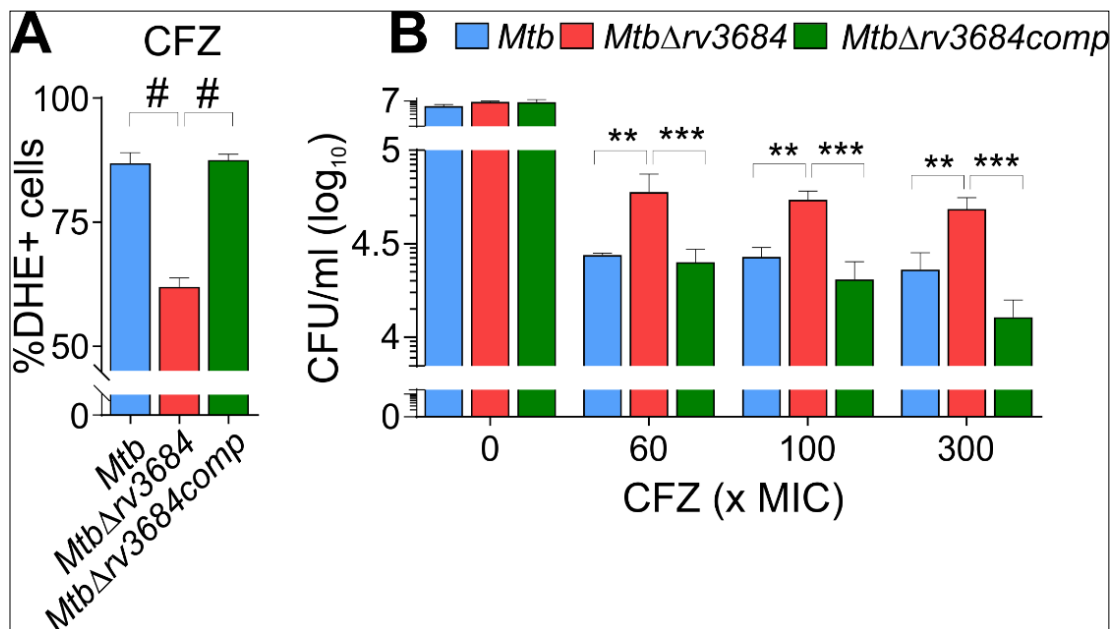 A
CFZ
# #
100
75
50
0
%DHE+ cells
Mtb
MtbΔrv3684
MtbΔrv3684comp
B
Mtb MtbΔrv3684 MtbΔrv3684comp
7
5
4.5
4
0
CFU/ml (log₁₀)
** *** ** *** ** ***
0 60 100 300
CFZ (x MIC)